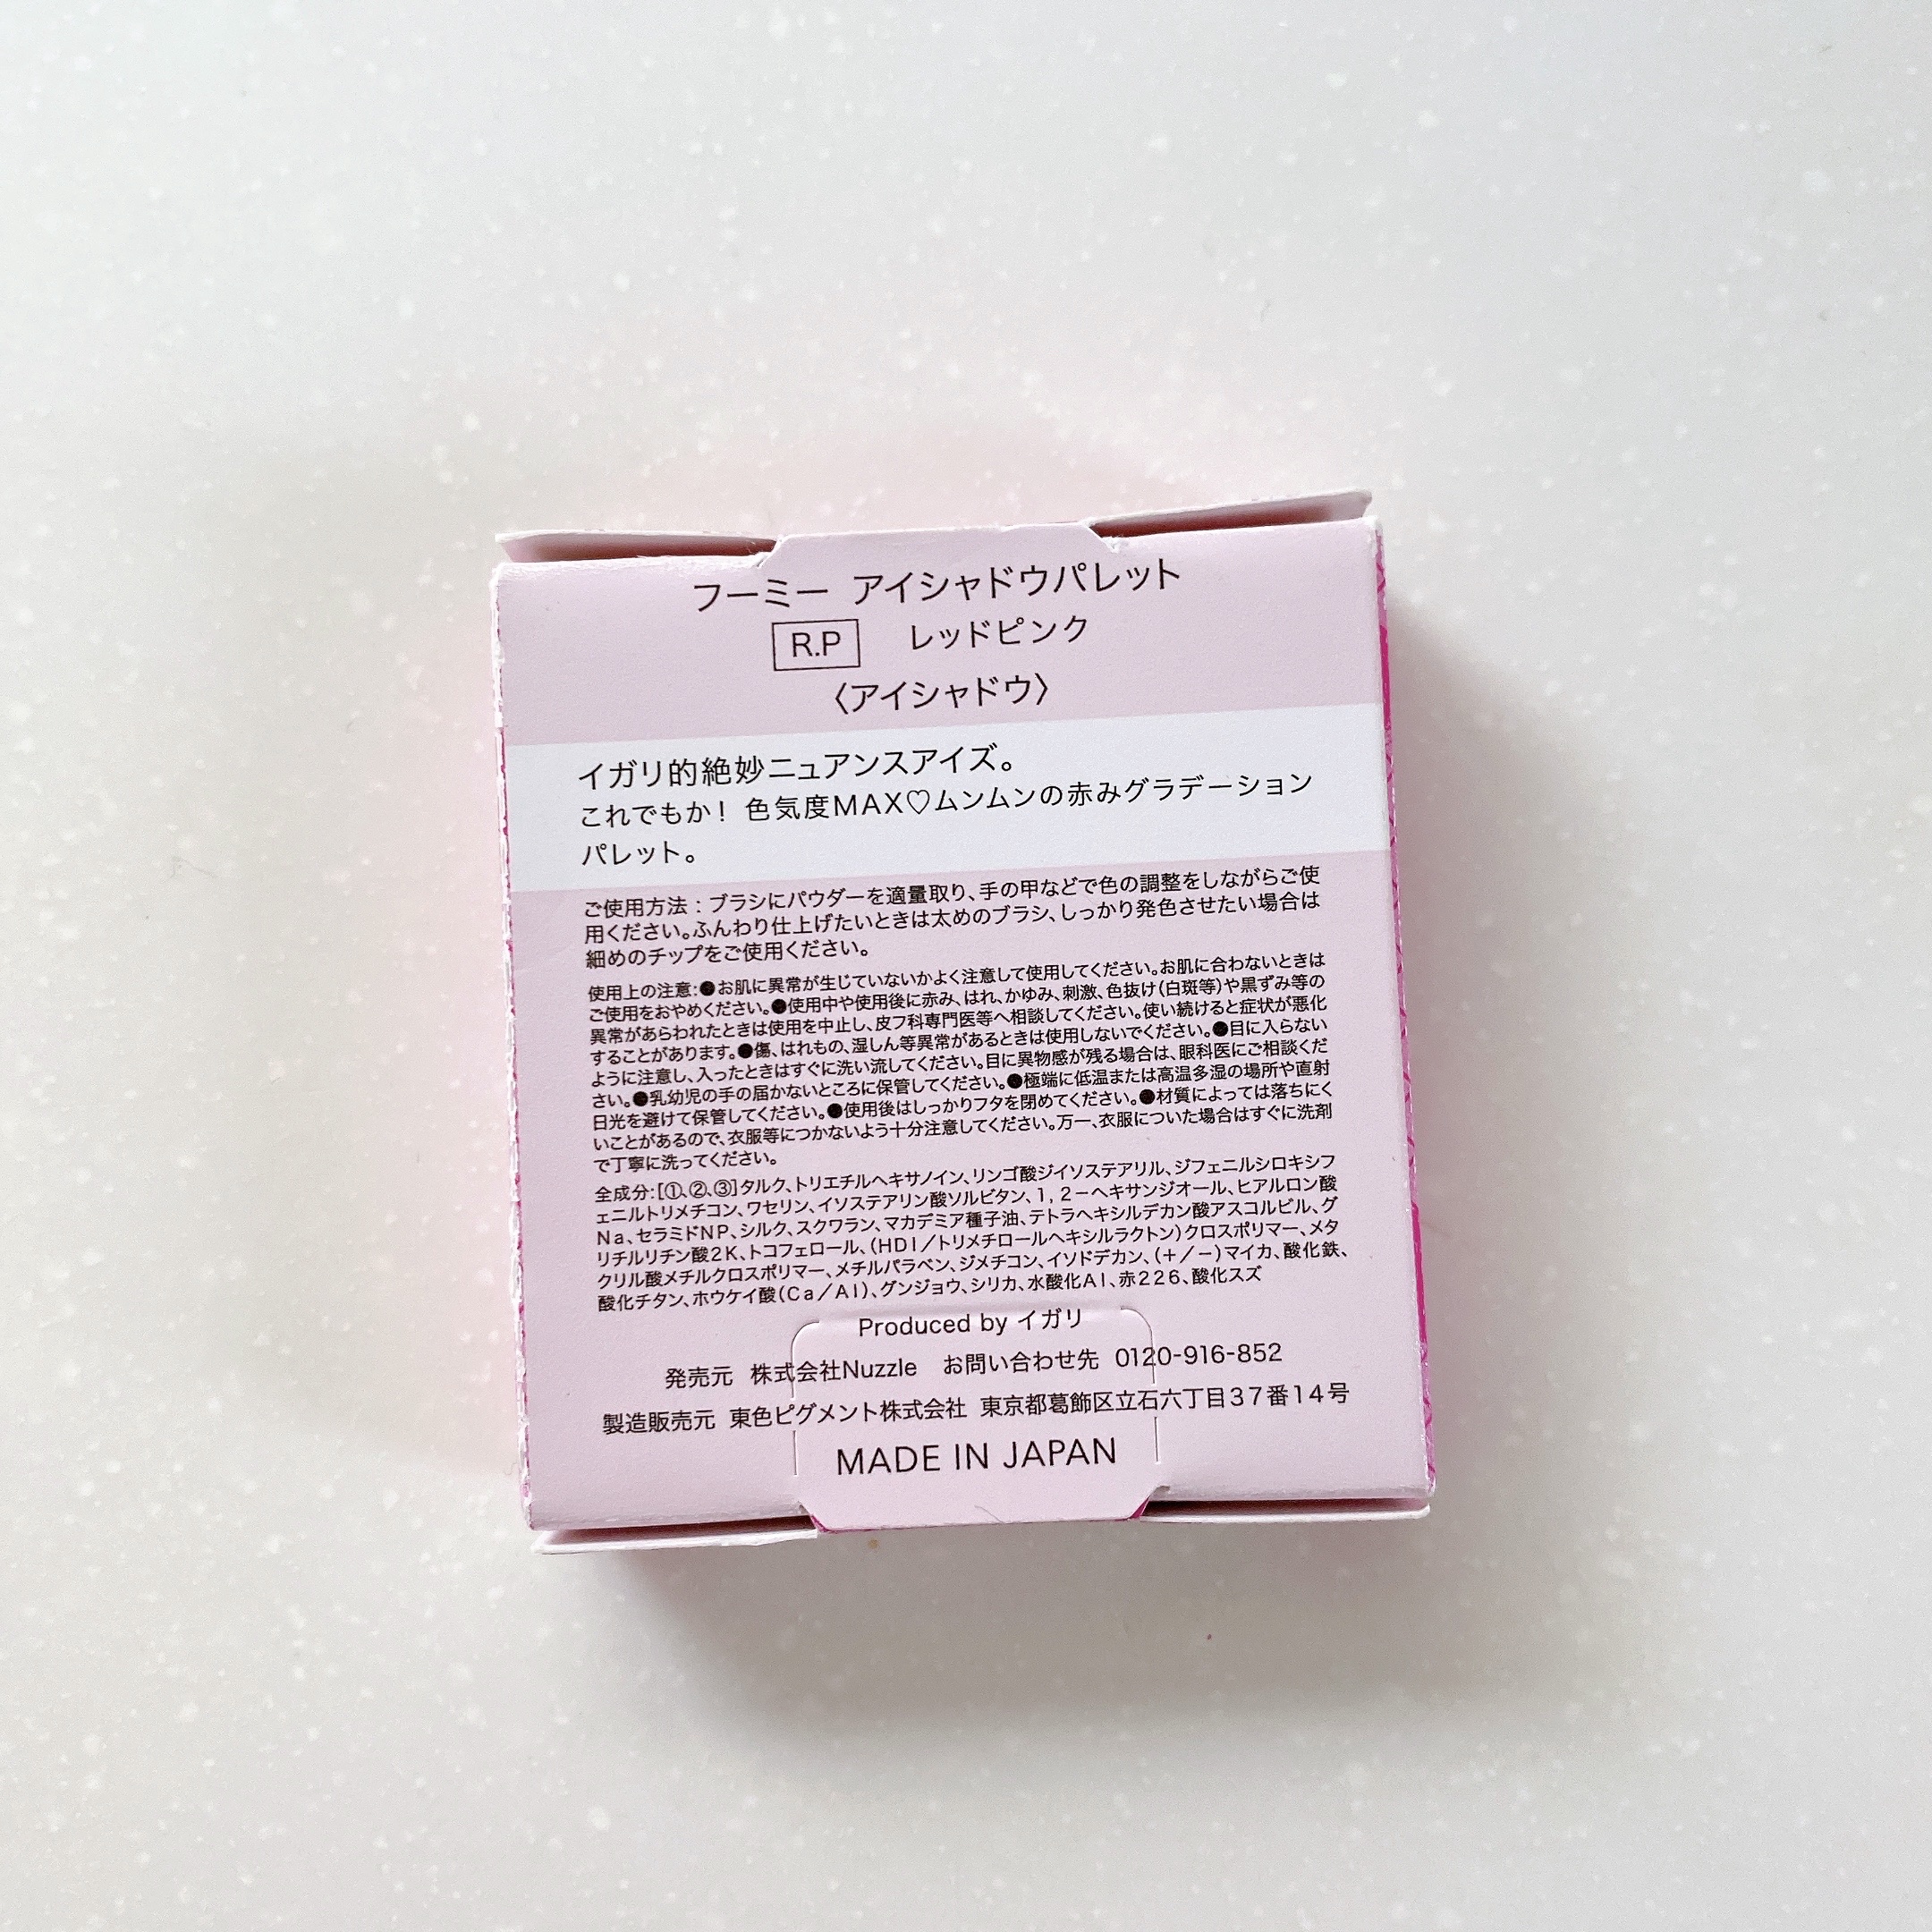 フーミー アイシャドウパレット
R.P レッドピンク
〈アイシャドウ〉
イガリ的絶妙ニュアンスアイズ。
これでもか！色気度MAX♡ムンムンの赤みグラデーション
パレット。
ご使用方法：ブラシにパウダーを適量取り、手の甲などで色の調整をしながらご使
用ください。ふんわり仕上げたいときは太めのブラシ、しっかり発色させたい場合は
細めのチップをご使用ください。
使用上の注意:●お肌に異常が生じていないかよく注意して使用してください。お肌に合わないときは
ご使用をおやめください。●使用中や使用後に赤み、はれ、かゆみ、刺激、色抜け(白斑等)や黒ずみ等の
異常があらわれたときは使用を中止し、皮フ科専門医等へ相談してください。使い続けると症状が悪化
することがあります。●傷、はれもの、湿しん等異常があるときは使用しないでください。●目に入らない
ように注意し、入ったときはすぐに洗い流してください。目に異物感が残る場合は、眼科医にご相談くだ
さい。●乳幼児の手の届かないところに保管してください。●極端に低温または高温多湿の場所や直射
日光を避けて保管してください。●使用後はしっかりフタを閉めてください。●材質によっては落ちにく
いことがあるので、衣服等につかないよう十分注意してください。万一、衣服についた場合はすぐに洗剤
で丁寧に洗ってください。
全成分:[①、②、③]タルク、トリエチルヘキサノイン、リンゴ酸ジイソステアリル、ジフェニルシロキシフ
ェニルトリメチコン、ワセリン、イソステアリン酸ソルビタン、1,2－ヘキサンジオール、ヒアルロン酸
Na、セラミドNP、シルク、スクワラン、マカデミア種子油、テトラヘキシルデカン酸アスコルビル、グ
リチルリチン酸2K、トコフェロール、(HDI／トリメチロールヘキシルラクトン)クロスポリマー、メタ
クリル酸メチルクロスポリマー、メチルパラベン、ジメチコン、イソドデカン、(＋／－)マイカ、酸化鉄、
酸化チタン、ホウケイ酸(Ca／Al)、グンジョウ、シリカ、水酸化Al、赤226、酸化スズ
Produced by イガリ
発売元 株式会社Nuzzle お問い合わせ先 0120-916-852
製造販売元 東色ピグメント株式会社 東京都葛飾区立石六丁目37番14号
MADE IN JAPAN